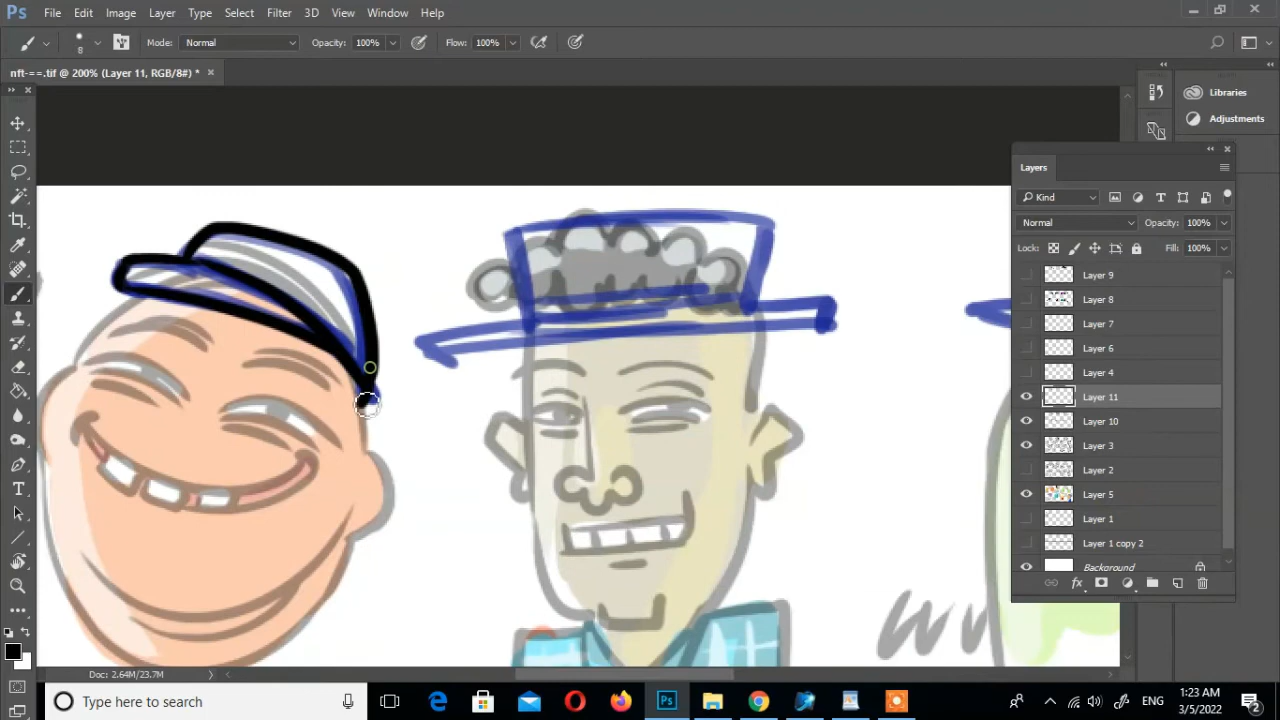 Ps File Edit Image Layer Type Select Filter 3D View Window Help
8 Mode: Normal Opacity: 100% Flow: 100%
nft-==.tif @ 200% (Layer 11, RGB/8#) * ×
Libraries
Adjustments
Layers
Kind
Normal Opacity: 100%
Lock: Fill: 100%
Layer 9
Layer 8
Layer 7
Layer 6
Layer 4
Layer 11
Layer 10
Layer 3
Layer 2
Layer 5
Layer 1
Layer 1 copy 2
Background
fx
Doc: 2.64M/23.7M
Type here to search
Ps
ENG
1:23 AM
3/5/2022
2